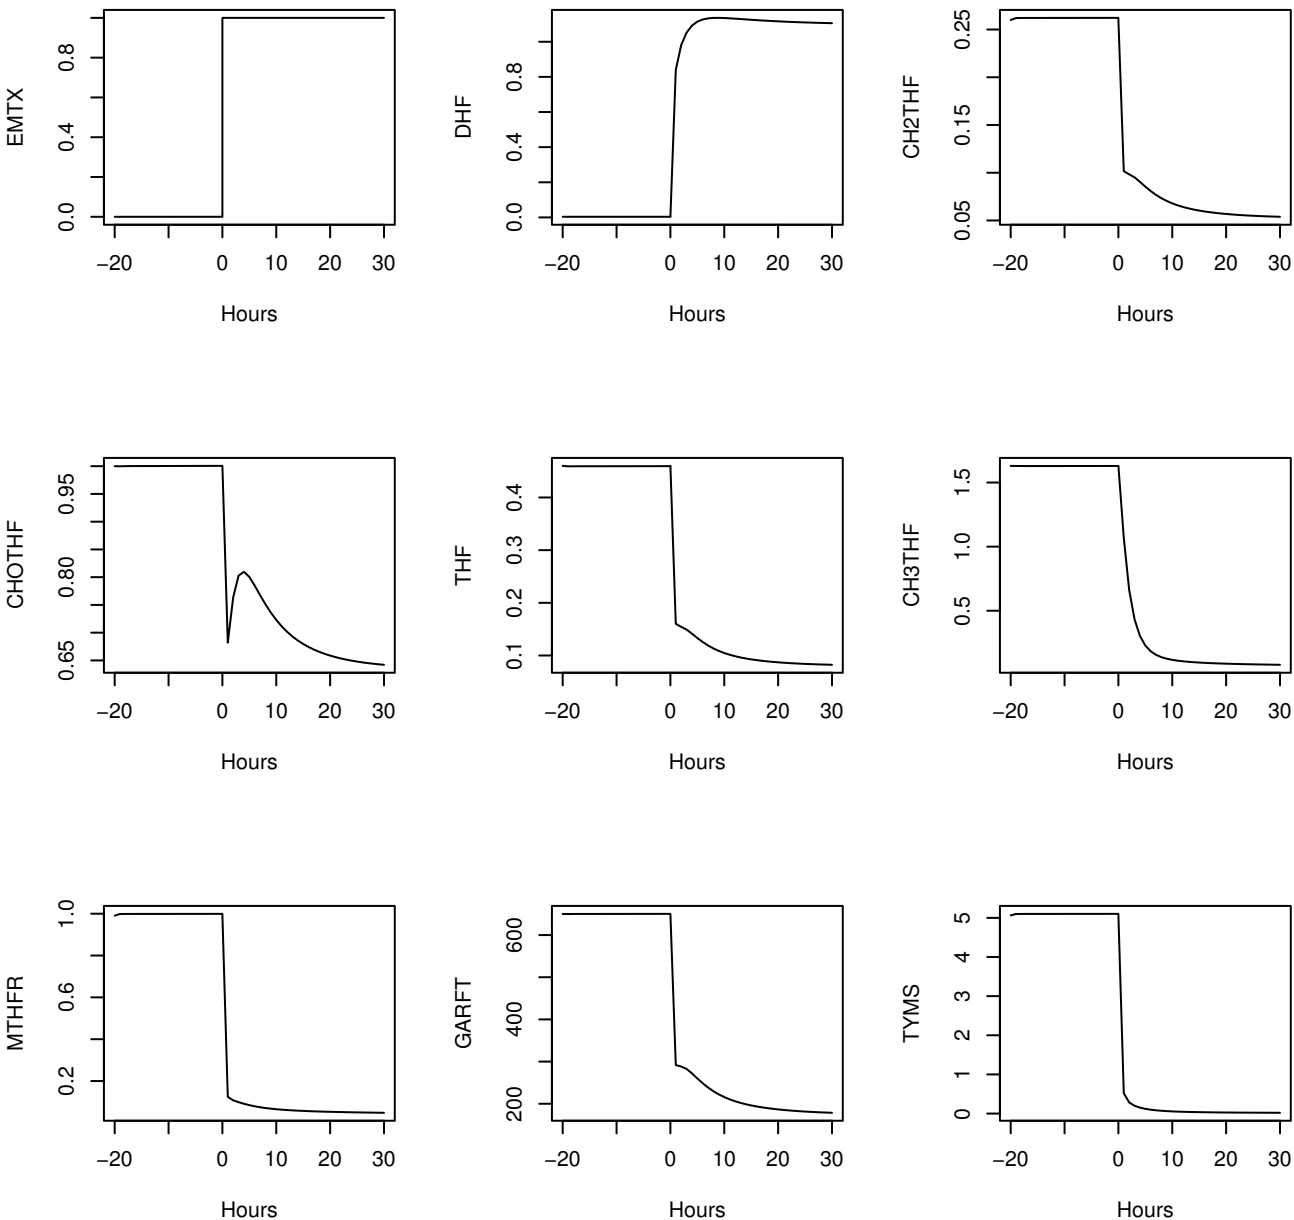 EMTX
0.0 0.4 0.8
−20 0 10 20 30
Hours
DHF
0.0 0.4 0.8
−20 0 10 20 30
Hours
CH2THF
0.05 0.15 0.25
−20 0 10 20 30
Hours
CHOTHF
0.65 0.80 0.95
−20 0 10 20 30
Hours
THF
0.1 0.2 0.3 0.4
−20 0 10 20 30
Hours
CH3THF
0.5 1.0 1.5
−20 0 10 20 30
Hours
MTHFR
0.2 0.6 1.0
−20 0 10 20 30
Hours
GARFT
200 400 600
−20 0 10 20 30
Hours
TYMS
0 1 2 3 4 5
−20 0 10 20 30
Hours